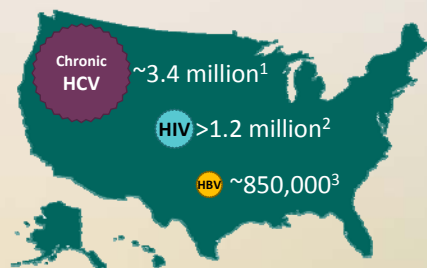 Chronic
HCV
~3.4 million¹
HIV >1.2 million²
HBV ~850,000³